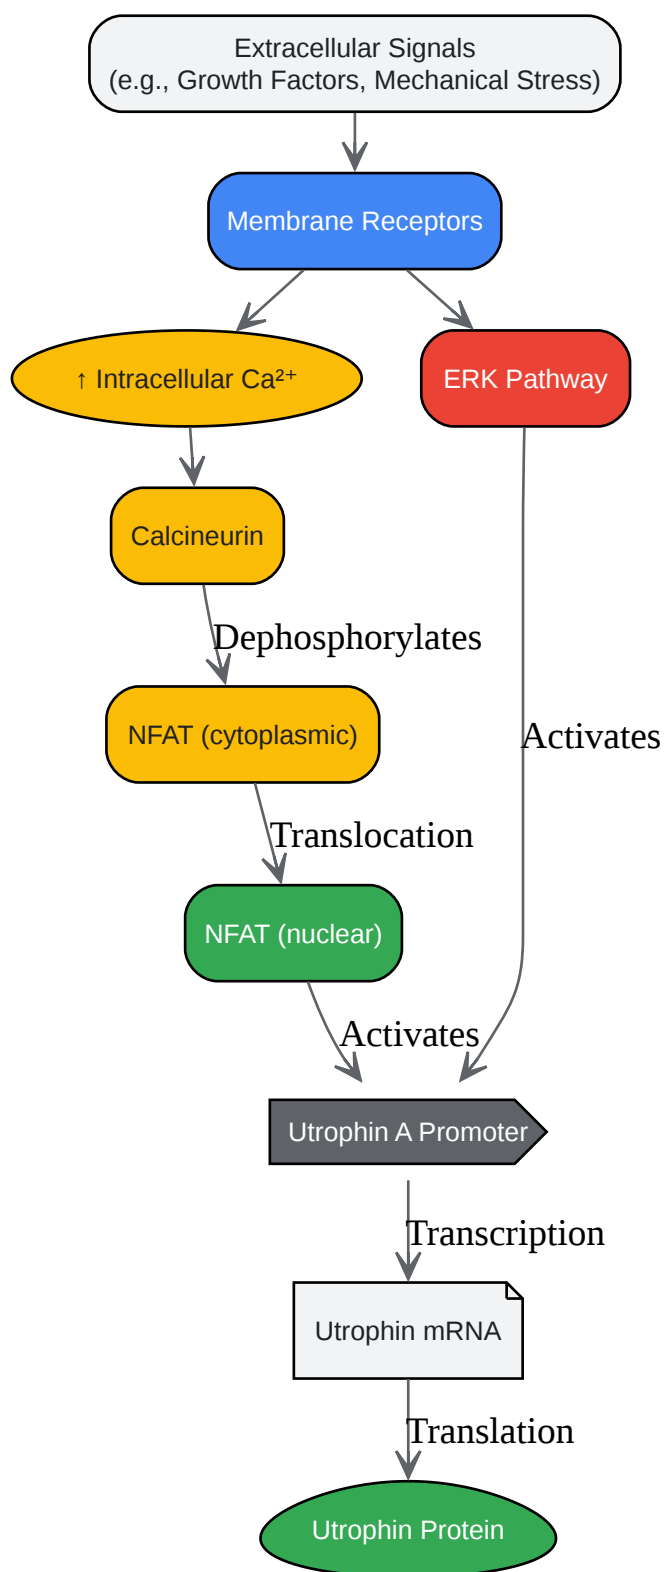 Extracellular Signals
(e.g., Growth Factors, Mechanical Stress)
Membrane Receptors
↑ Intracellular Ca²⁺
ERK Pathway
Calcineurin
Dephosphorylates
NFAT (cytoplasmic)
Activates
Translocation
NFAT (nuclear)
Activates
Utrophin A Promoter
Transcription
Utrophin mRNA
Translation
Utrophin Protein